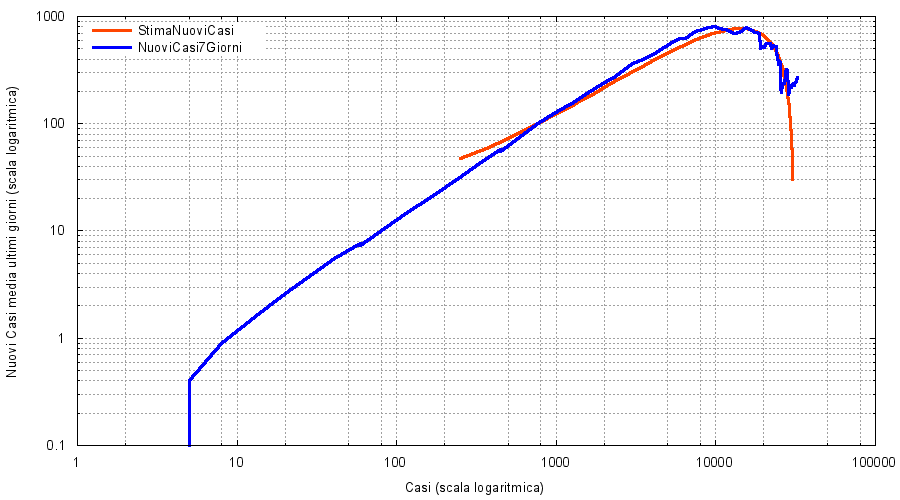 StimaNuoviCasi
NuoviCasi7Giorni
1000
100
10
1
0.1
1 10 100 1000 10000 100000
Nuovi Casi media ultimi giorni (scala logaritmica)
Casi (scala logaritmica)